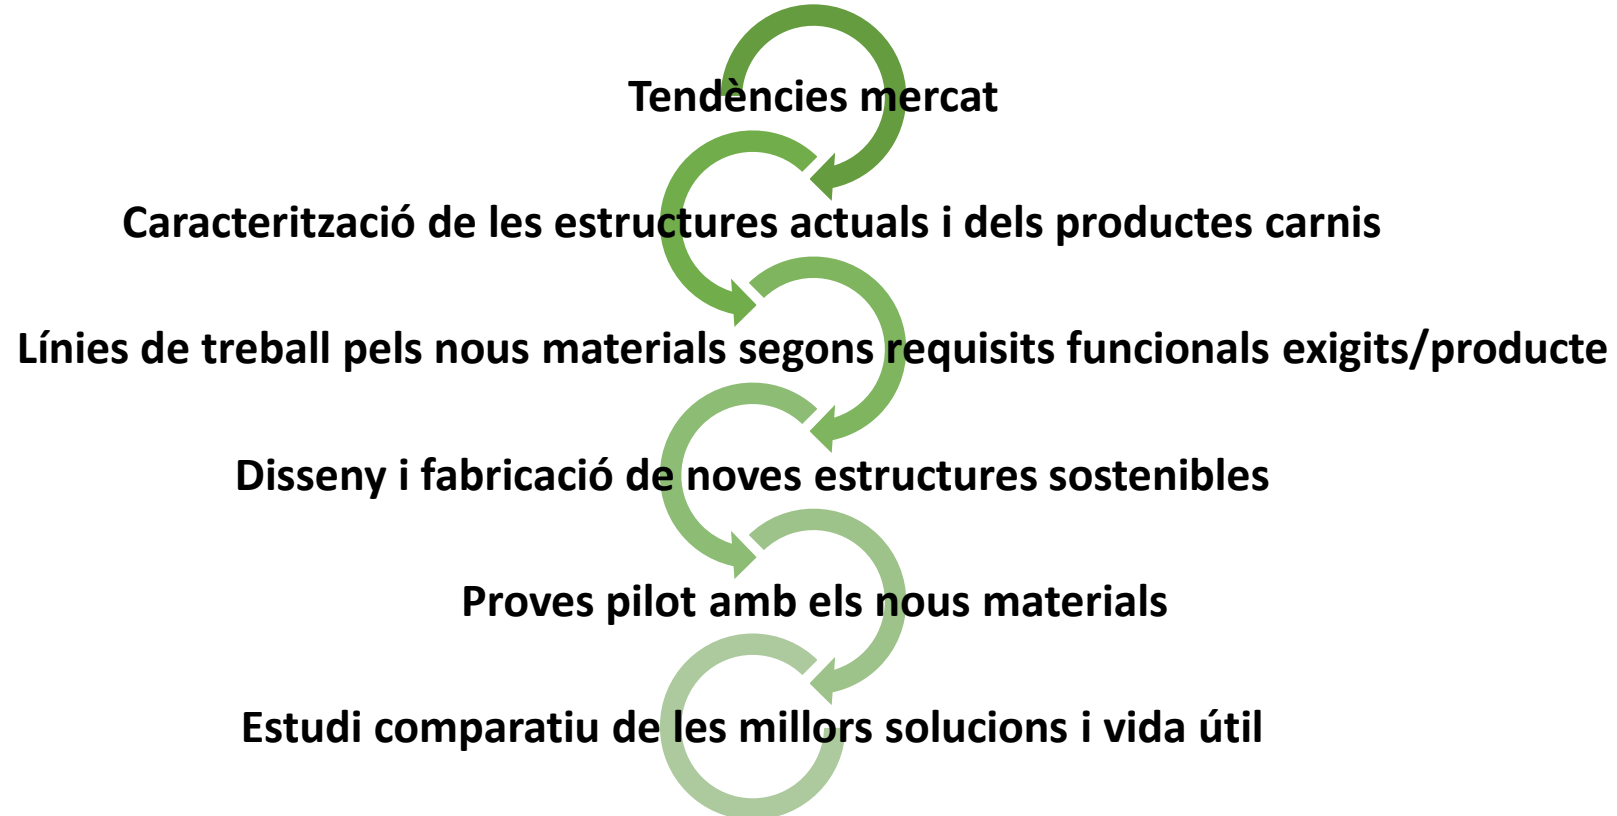 Tendències mercat
Caracterització de les estructures actuals i dels productes carnis
Línies de treball pels nous materials segons requisits funcionals exigits/producte
Disseny i fabricació de noves estructures sostenibles
Proves pilot amb els nous materials
Estudi comparatiu de les millors solucions i vida útil